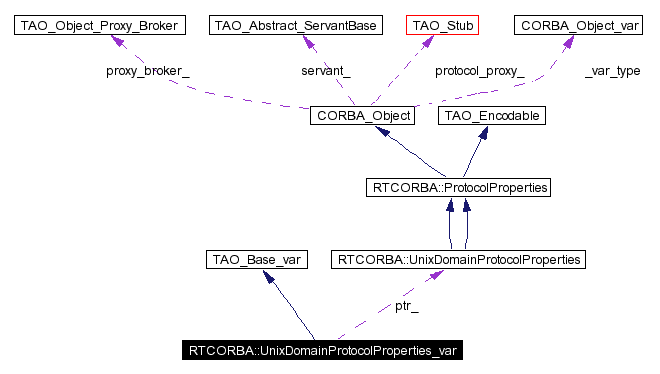 TAO_Object_Proxy_Broker TAO_Abstract_ServantBase TAO_Stub CORBA_Object_var
proxy_broker_ servant_ protocol_proxy_ _var_type
CORBA_Object TAO_Encodable
RTCORBA::ProtocolProperties
TAO_Base_var RTCORBA::UnixDomainProtocolProperties
ptr_
RTCORBA::UnixDomainProtocolProperties_var